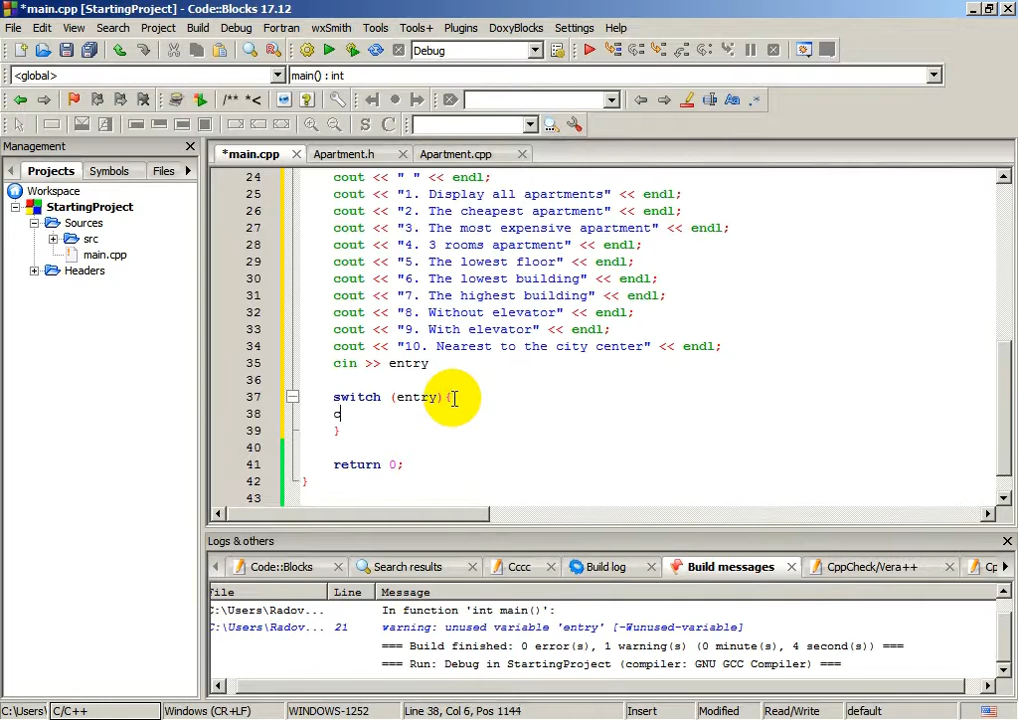 *main.cpp [StartingProject] - Code::Blocks 17.12
File Edit View Search Project Build Debug Fortran wxSmith Tools Tools+ Plugins DoxyBlocks Settings Help
Debug
<global> main() : int
/** *<
S C
Management
Projects Symbols Files
Workspace
StartingProject
Sources
src
main.cpp
Headers
*main.cpp Apartment.h Apartment.cpp
24 cout << " " << endl;
25 cout << "1. Display all apartments" << endl;
26 cout << "2. The cheapest apartment" << endl;
27 cout << "3. The most expensive apartment" << endl;
28 cout << "4. 3 rooms apartment" << endl;
29 cout << "5. The lowest floor" << endl;
30 cout << "6. The lowest building" << endl;
31 cout << "7. The highest building" << endl;
32 cout << "8. Without elevator" << endl;
33 cout << "9. With elevator" << endl;
34 cout << "10. Nearest to the city center" << endl;
35 cin >> entry
36
37 switch (entry){
38 c
39 }
40
41 return 0;
42 }
43
Logs & others
Code::Blocks Search results Cccc Build log Build messages CppCheck/Vera++ Cp
File Line Message
C:\Users\Radov... In function 'int main()':
C:\Users\Radov... 21 warning: unused variable 'entry' [-Wunused-variable]
=== Build finished: 0 error(s), 1 warning(s) (0 minute(s), 4 second(s)) ===
=== Run: Debug in StartingProject (compiler: GNU GCC Compiler) ===
C:\Users\ C/C++ Windows (CR+LF) WINDOWS-1252 Line 38, Col 6, Pos 1144 Insert Modified Read/Write default